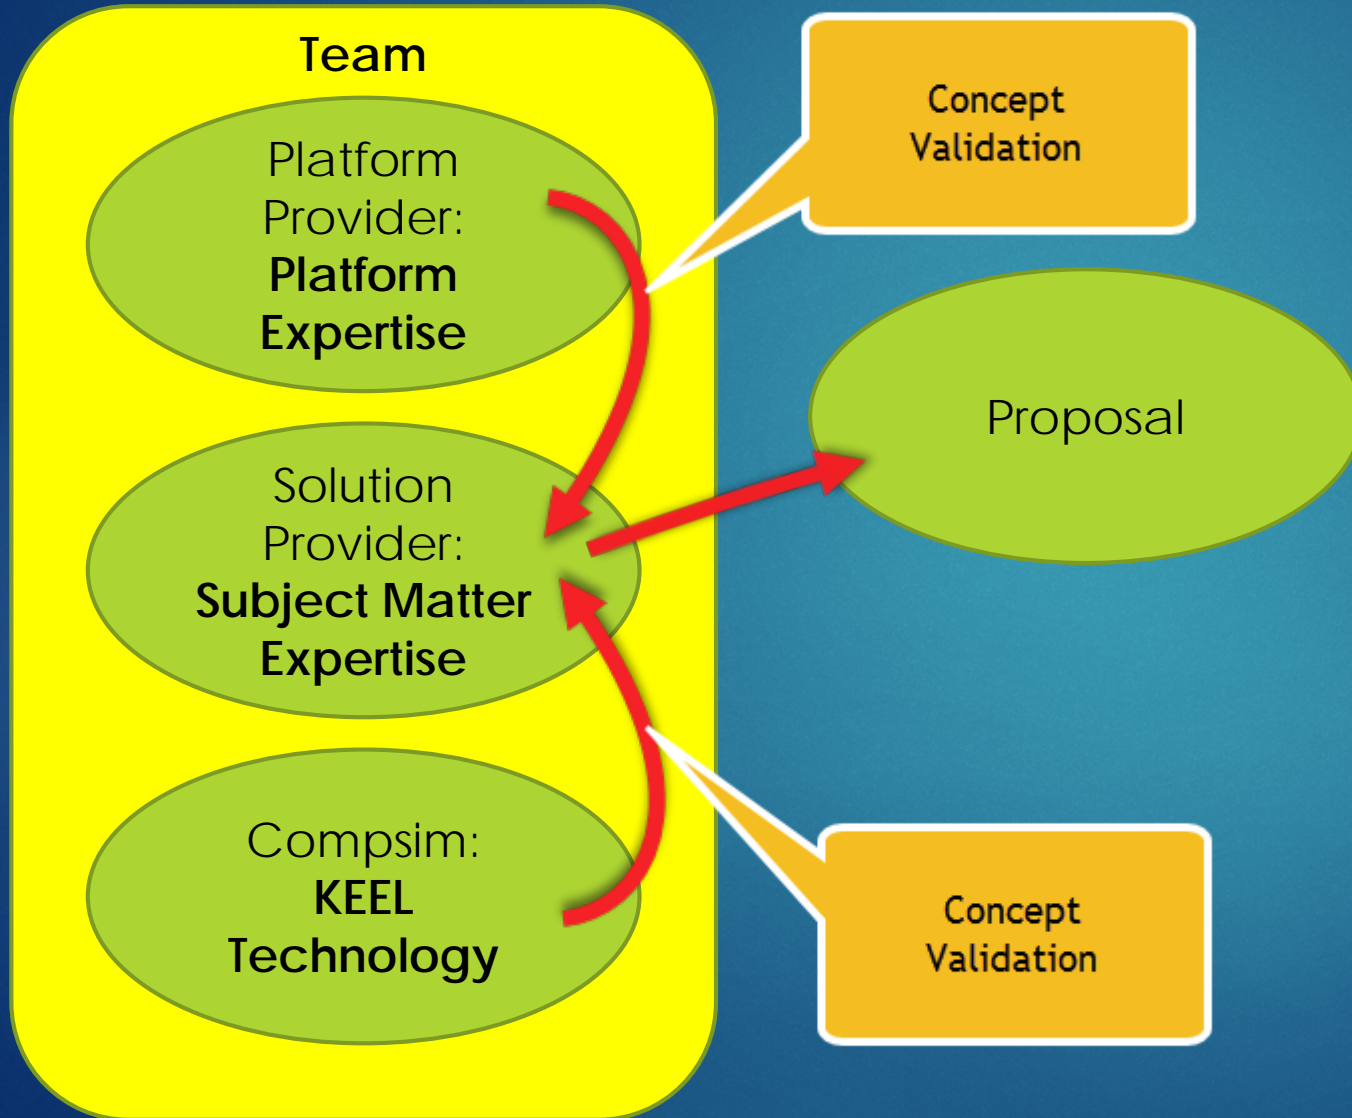 Team
Platform
Provider:
Platform
Expertise
Solution
Provider:
Subject Matter
Expertise
Compsim:
KEEL
Technology
Concept
Validation
Proposal
Concept
Validation